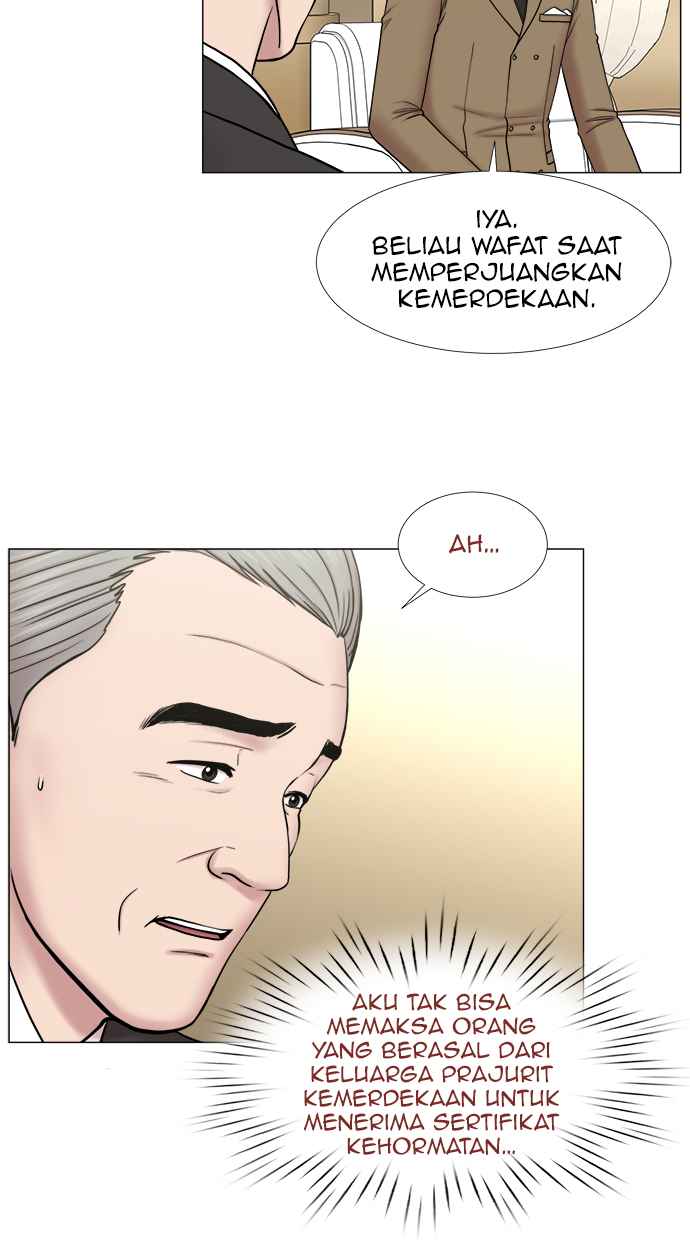 IYA.
BELIAU WAFAT SAAT
MEMPERJUANGKAN
KEMERDEKAAN.
AH...
AKU TAK BISA
MEMAKSA ORANG
YANG BERASAL DARI
KELUARGA PRAJURIT
KEMERDEKAAN UNTUK
MENERIMA SERTIFIKAT
KEHORMATAN...